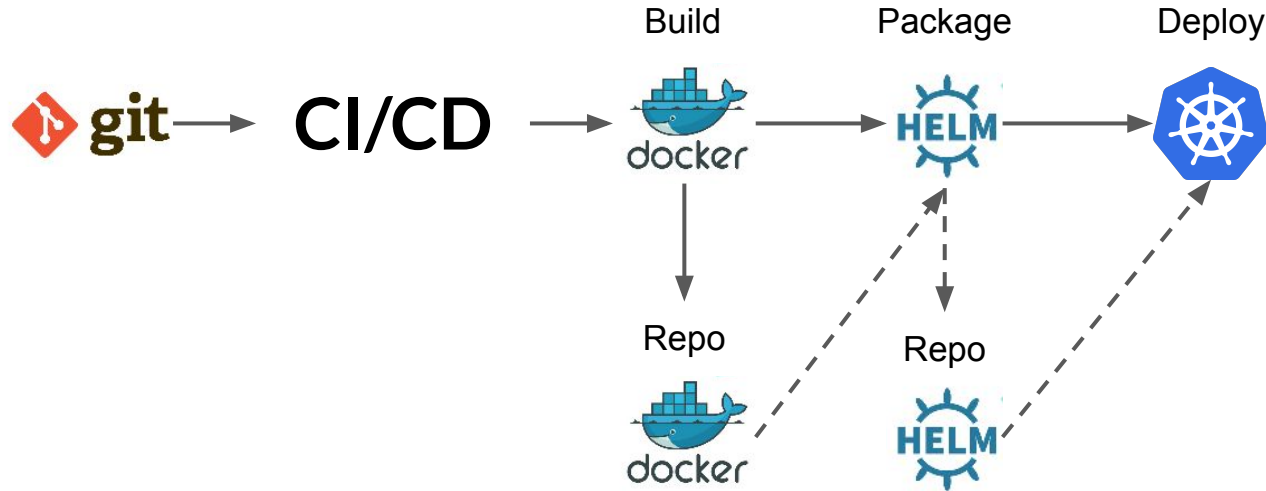 Build
Package
Deploy
git
CI/CD
docker
HELM
Repo
Repo
docker
HELM